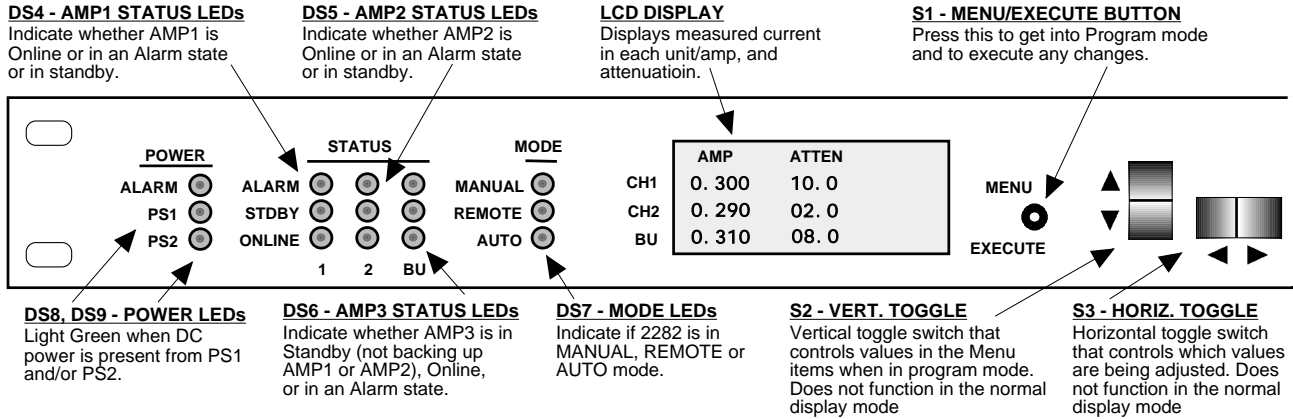 DS4 - AMP1 STATUS LEDs
Indicate whether AMP1 is
Online or in an Alarm state
or in standby.
DS5 - AMP2 STATUS LEDs
Indicate whether AMP2 is
Online or in an Alarm state
or in standby.
LCD DISPLAY
Displays measured current
in each unit/amp, and
attenuatioin.
S1 - MENU/EXECUTE BUTTON
Press this to get into Program mode
and to execute any changes.
POWER
ALARM
PS1
PS2
STATUS
ALARM
STDBY
ONLINE
1 2 BU
MODE
MANUAL
REMOTE
AUTO
AMP ATTEN
CH1 0.300 10.0
CH2 0.290 02.0
BU 0.310 08.0
MENU
EXECUTE
DS8, DS9 - POWER LEDs
Light Green when DC
power is present from PS1
and/or PS2.
DS6 - AMP3 STATUS LEDs
Indicate whether AMP3 is in
Standby (not backing up
AMP1 or AMP2), Online,
or in an Alarm state.
DS7 - MODE LEDs
Indicate if 2282 is in
MANUAL, REMOTE or
AUTO mode.
S2 - VERT. TOGGLE
Vertical toggle switch that
controls values in the Menu
items when in program mode.
Does not function in the normal
display mode
S3 - HORIZ. TOGGLE
Horizontal toggle switch
that controls which values
are being adjusted. Does
not function in the normal
display mode